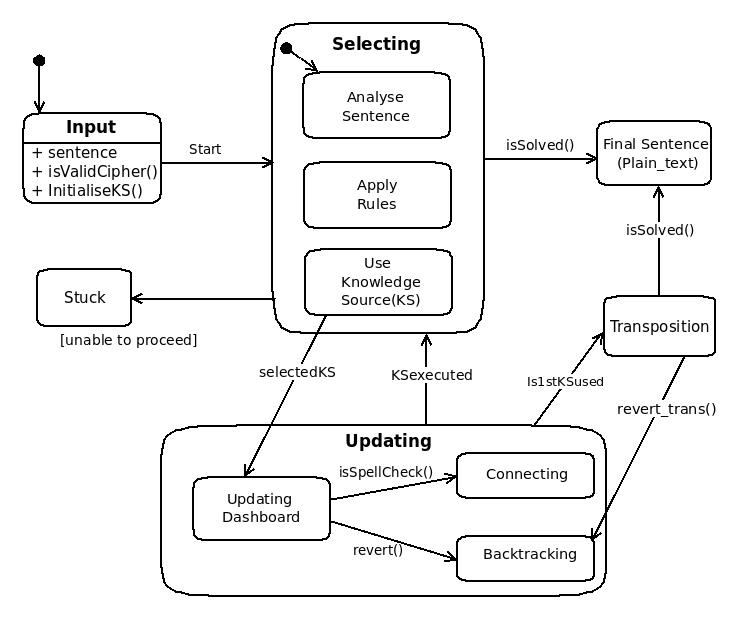 Selecting
Analyse
Sentence
Input
+ sentence
+ isValidCipher()
+ InitialiseKS()
Start
isSolved()
Final Sentence
(Plain_text)
Apply
Rules
isSolved()
Use
Knowledge
Source(KS)
Stuck
[unable to proceed]
Transposition
selectedKS
KSexecuted
Is1stKSused
revert_trans()
Updating
isSpellCheck()
Connecting
Updating
Dashboard
revert()
Backtracking